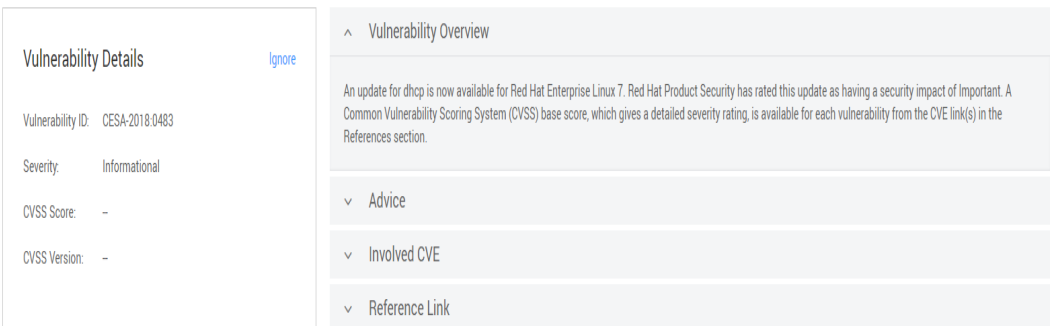 Vulnerability Details
Ignore
Vulnerability ID: CESA-2018:0483
Severity: Informational
CVSS Score: –
CVSS Version: –
Vulnerability Overview
An update for dhcp is now available for Red Hat Enterprise Linux 7. Red Hat Product Security has rated this update as having a security impact of Important. A
Common Vulnerability Scoring System (CVSS) base score, which gives a detailed severity rating, is available for each vulnerability from the CVE link(s) in the
References section.
Advice
Involved CVE
Reference Link